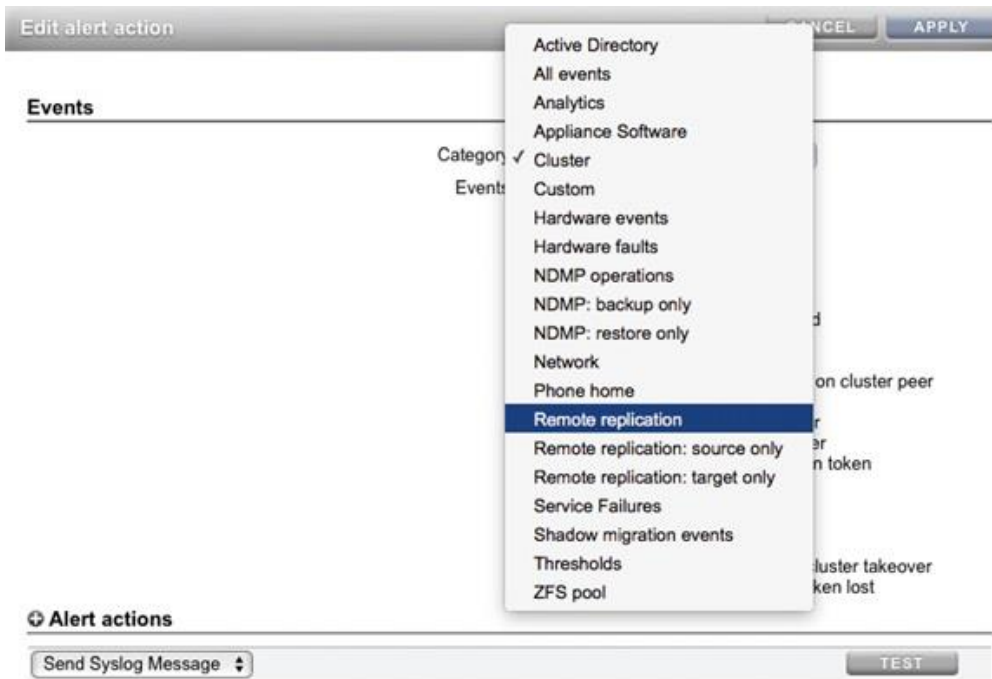 Edit alert action
CANCEL
APPLY
Events
Category
✓ Cluster
Events
Active Directory
All events
Analytics
Appliance Software
Custom
Hardware events
Hardware faults
NDMP operations
NDMP: backup only
NDMP: restore only
Network
Phone home
on cluster peer
Remote replication
Remote replication: source only
Remote replication: target only
n token
Service Failures
Shadow migration events
Thresholds
cluster takeover
ZFS pool
ken lost
Alert actions
Send Syslog Message
TEST